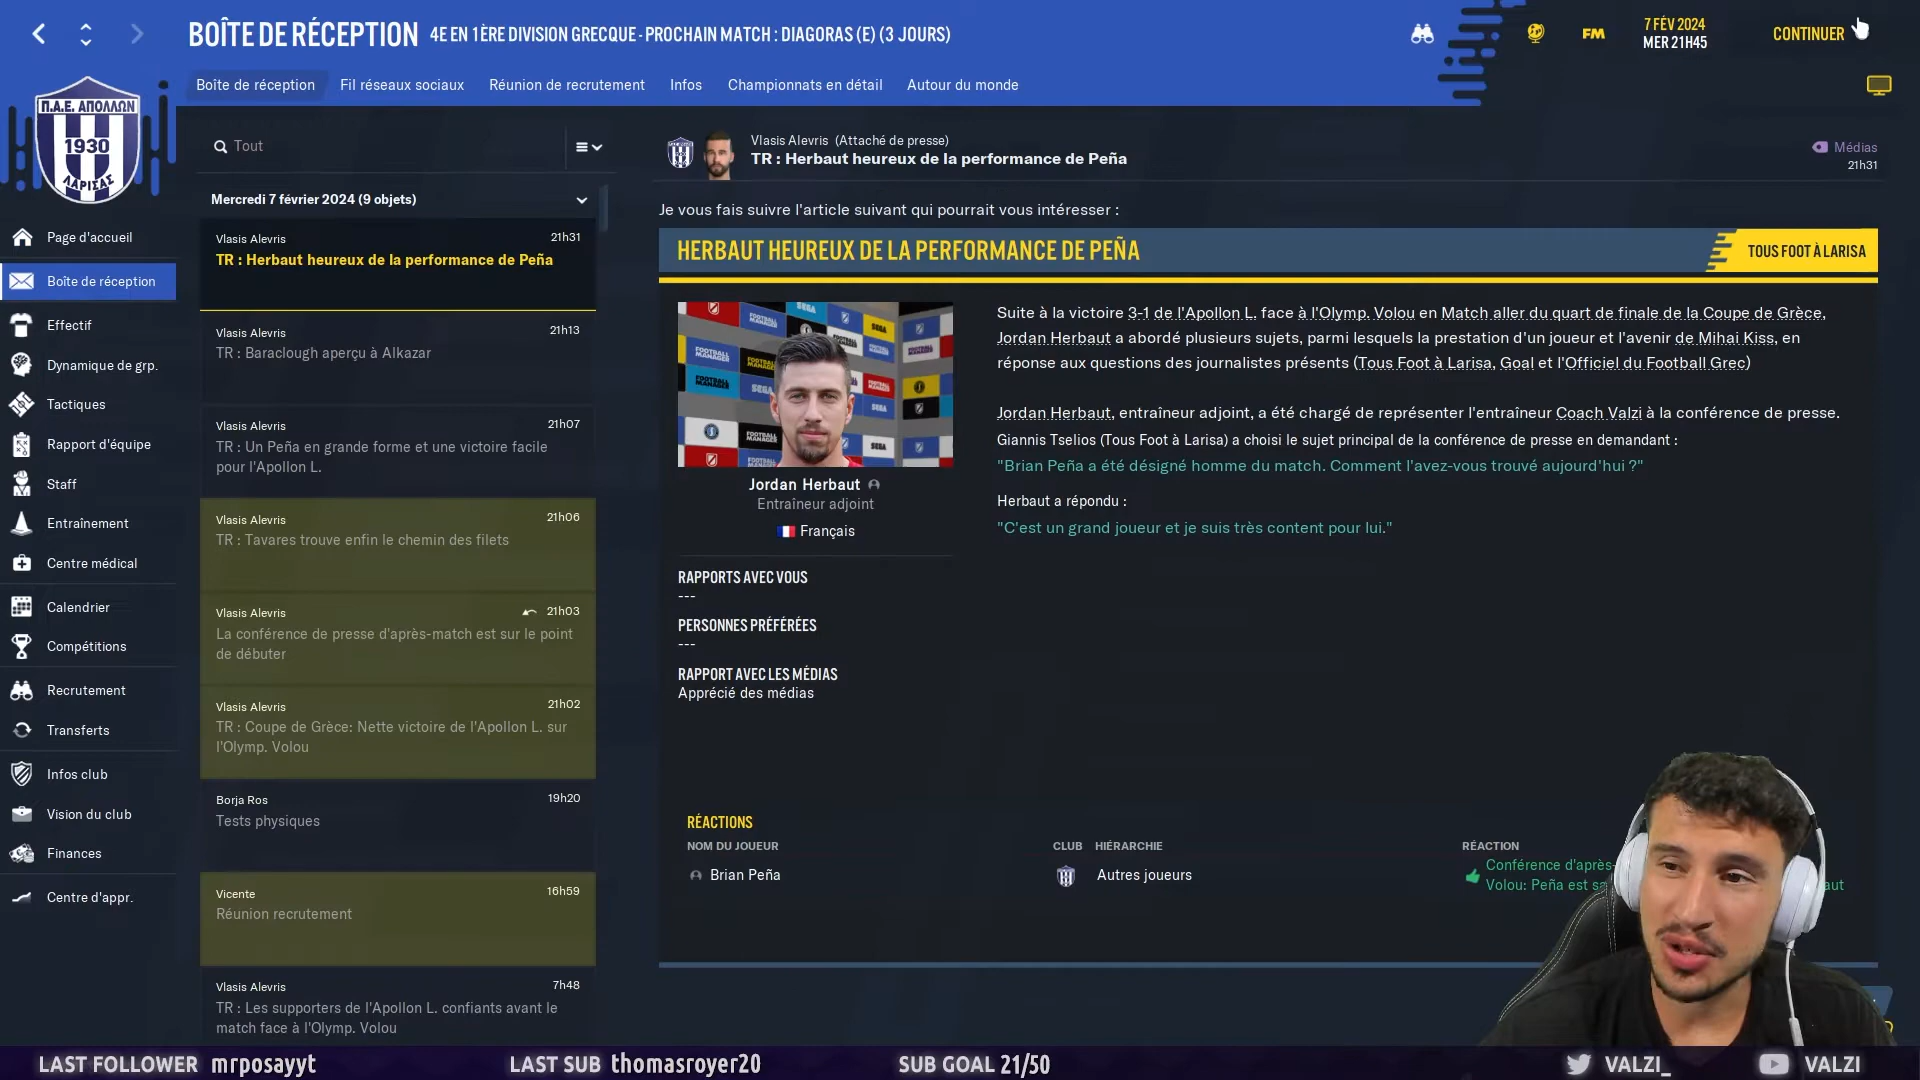 BOÎTE DE RÉCEPTION
4E EN 1ÈRE DIVISION GRECQUE - PROCHAIN MATCH : DIAGORAS (E) (3 JOURS)
FM
7 FÉV 2024
MER 21H45
CONTINUER
Boîte de réception
Fil réseaux sociaux
Réunion de recrutement
Infos
Championnats en détail
Autour du monde
Π.Α.Ε. ΑΠΟΛΛΩΝ
1930
ΛΑΡΙΣΑΣ
Page d'accueil
Boîte de réception
Effectif
Dynamique de grp.
Tactiques
Rapport d'équipe
Staff
Entraînement
Centre médical
Calendrier
Compétitions
Recrutement
Transferts
Infos club
Vision du club
Finances
Centre d'appr.
Tout
Mercredi 7 février 2024 (9 objets)
Vlasis Alevris 21h31
TR : Herbaut heureux de la performance de Peña
Vlasis Alevris 21h13
TR : Baraclough aperçu à Alkazar
Vlasis Alevris 21h07
TR : Un Peña en grande forme et une victoire facile
pour l'Apollon L.
Vlasis Alevris 21h06
TR : Tavares trouve enfin le chemin des filets
Vlasis Alevris 21h03
La conférence de presse d'après-match est sur le point
de débuter
Vlasis Alevris 21h02
TR : Coupe de Grèce: Nette victoire de l'Apollon L. sur
l'Olymp. Volou
Borja Ros 19h20
Tests physiques
Vicente 16h59
Réunion recrutement
Vlasis Alevris 7h48
TR : Les supporters de l'Apollon L. confiants avant le
match face à l'Olymp. Volou
Vlasis Alevris (Attaché de presse)
TR : Herbaut heureux de la performance de Peña
Médias
21h31
Je vous fais suivre l'article suivant qui pourrait vous intéresser :
HERBAUT HEUREUX DE LA PERFORMANCE DE PEÑA
TOUS FOOT À LARISA
Jordan Herbaut
Entraîneur adjoint
Français
RAPPORTS AVEC VOUS
---
PERSONNES PRÉFÉRÉES
---
RAPPORT AVEC LES MÉDIAS
Apprécié des médias
Suite à la victoire 3-1 de l'Apollon L. face à l'Olymp. Volou en Match aller du quart de finale de la Coupe de Grèce,
Jordan Herbaut a abordé plusieurs sujets, parmi lesquels la prestation d'un joueur et l'avenir de Mihai Kiss, en
réponse aux questions des journalistes présents (Tous Foot à Larisa, Goal et l'Officiel du Football Grec)
Jordan Herbaut, entraîneur adjoint, a été chargé de représenter l'entraîneur Coach Valzi à la conférence de presse.
Giannis Tselios (Tous Foot à Larisa) a choisi le sujet principal de la conférence de presse en demandant :
"Brian Peña a été désigné homme du match. Comment l'avez-vous trouvé aujourd'hui ?"
Herbaut a répondu :
"C'est un grand joueur et je suis très content pour lui."
RÉACTIONS
NOM DU JOUEUR CLUB HIÉRARCHIE RÉACTION
Brian Peña Autres joueurs
Conférence d'après-
Volou: Peña est sa
aut
LAST FOLLOWER mrposayyt
LAST SUB thomasroyer20
SUB GOAL 21/50
VALZI_
VALZI